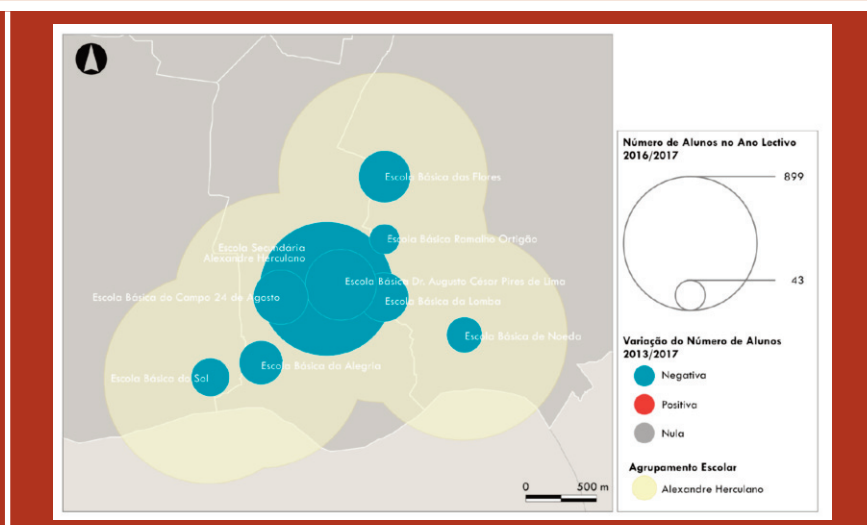 Escola Básica das Flores
Escola Básica Ramalho Ortigão
Escola Secundária
Alexandre Herculano
Escola Básica Dr. Augusto César Pires de Lima
Escola Básica do Campo 24 de Agosto
Escola Básica da Lomba
Escola Básica de Noeda
Escola Básica da Alegria
Escola Básica do Sol
0 500 m
Número de Alunos no Ano Lectivo
2016/2017
899
43
Variação do Número de Alunos
2013/2017
Negativa
Positiva
Nula
Agrupamento Escolar
Alexandre Herculano